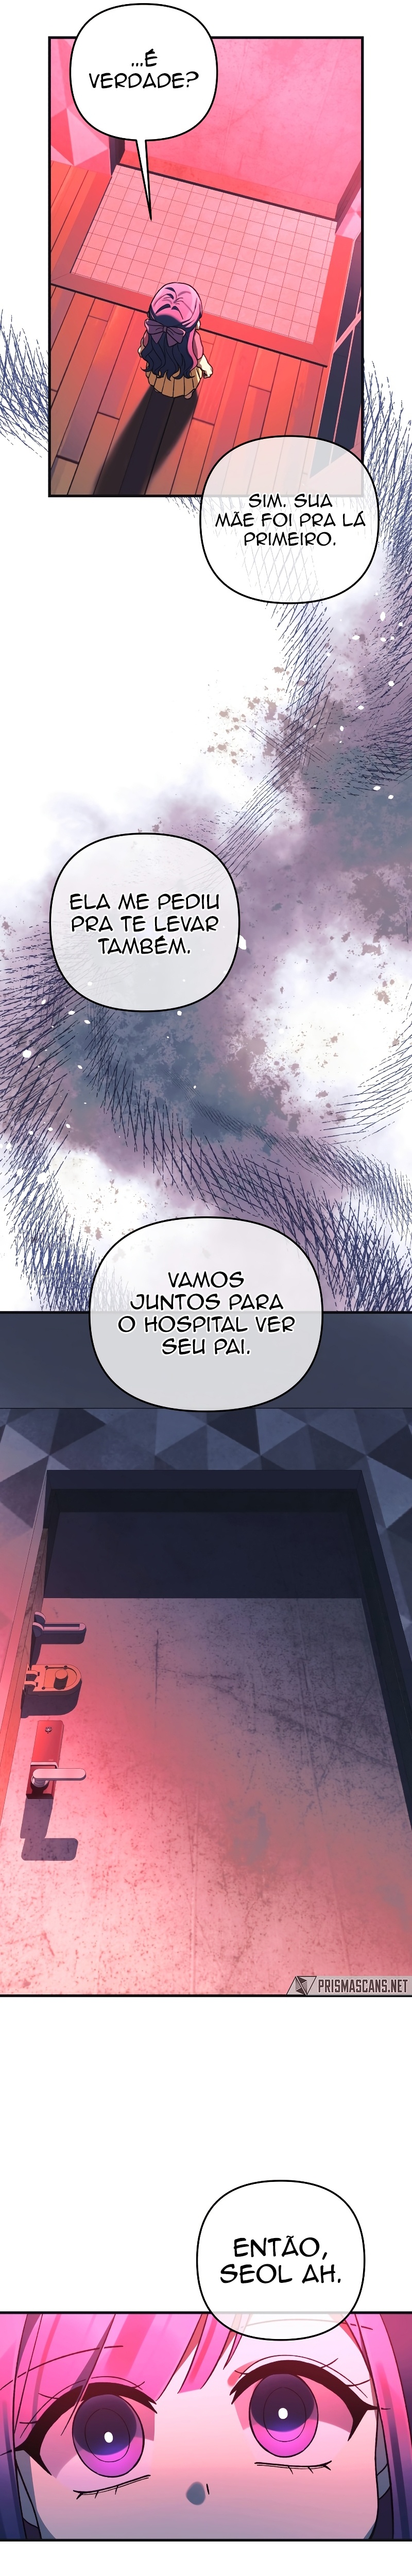 ...É
VERDADE?
SIM. SUA
MÃE FOI PRA LÁ
PRIMEIRO.
ELA ME PEDIU
PRA TE LEVAR
TAMBÉM.
VAMOS
JUNTOS PARA
O HOSPITAL VER
SEU PAI.
PRISMASCANS.NET
ENTÃO,
SEOL AH.